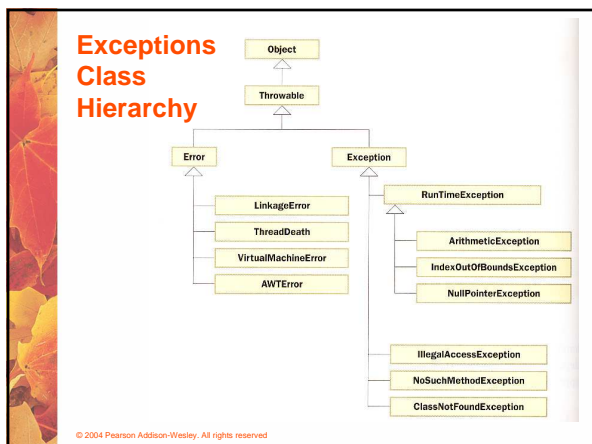 Exceptions
Class
Hierarchy
Object
Throwable
Error
Exception
LinkageError
ThreadDeath
VirtualMachineError
AWTError
RunTimeException
ArithmeticException
IndexOutOfBoundsException
NullPointerException
IllegalAccessException
NoSuchMethodException
ClassNotFoundException
© 2004 Pearson Addison-Wesley. All rights reserved